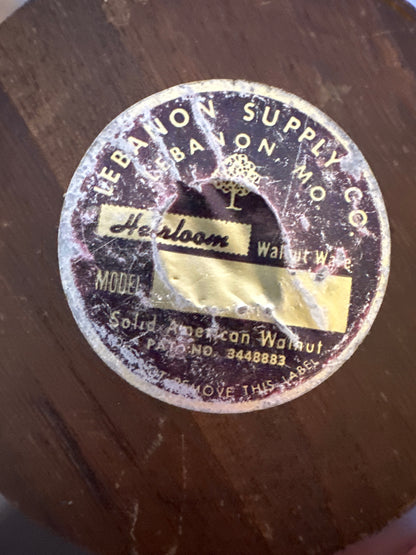 LEBANON SUPPLY CO
LEBANON, MO
Heirloom Walnut Ware
MODEL
Solid American Walnut
PAT. NO. 3448883
REMOVE THIS LABEL